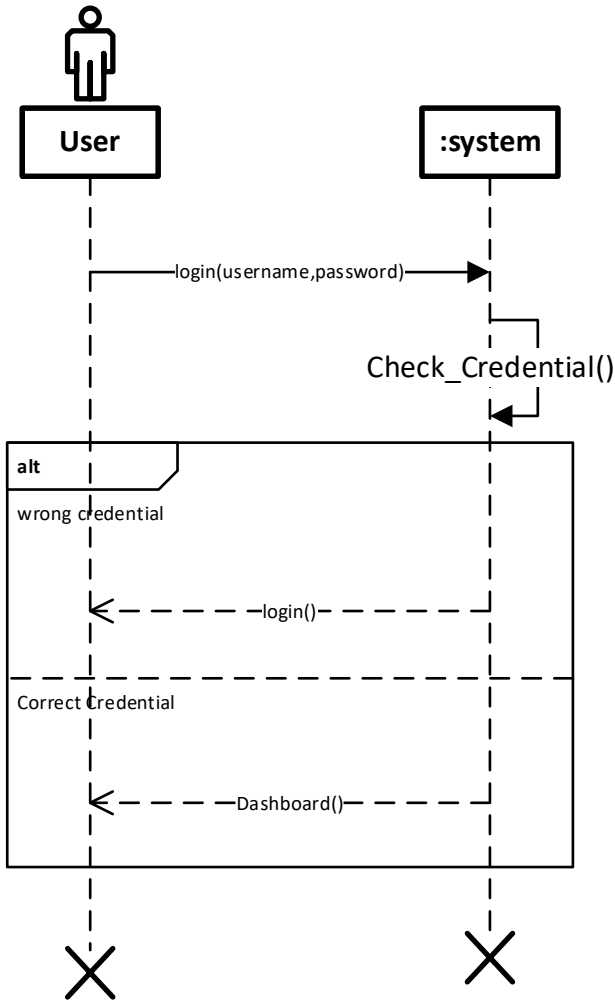 User
:system
login(username,password)
Check_Credential()
alt
wrong credential
login()
Correct Credential
Dashboard()